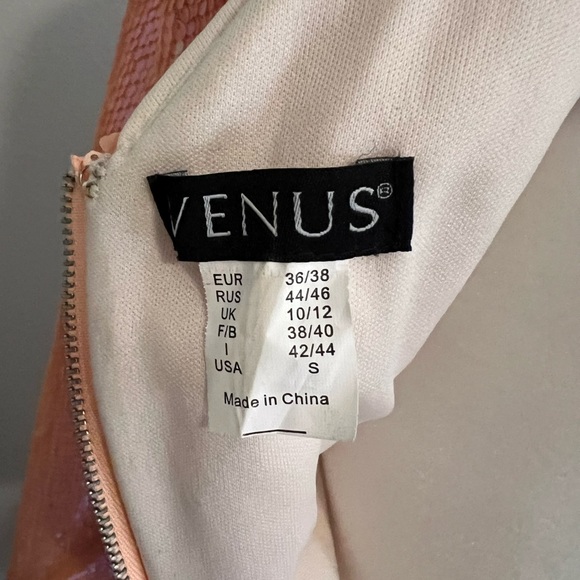 VENUS®
EUR 36/38
RUS 44/46
UK 10/12
F/B 38/40
I 42/44
USA S
Made in China